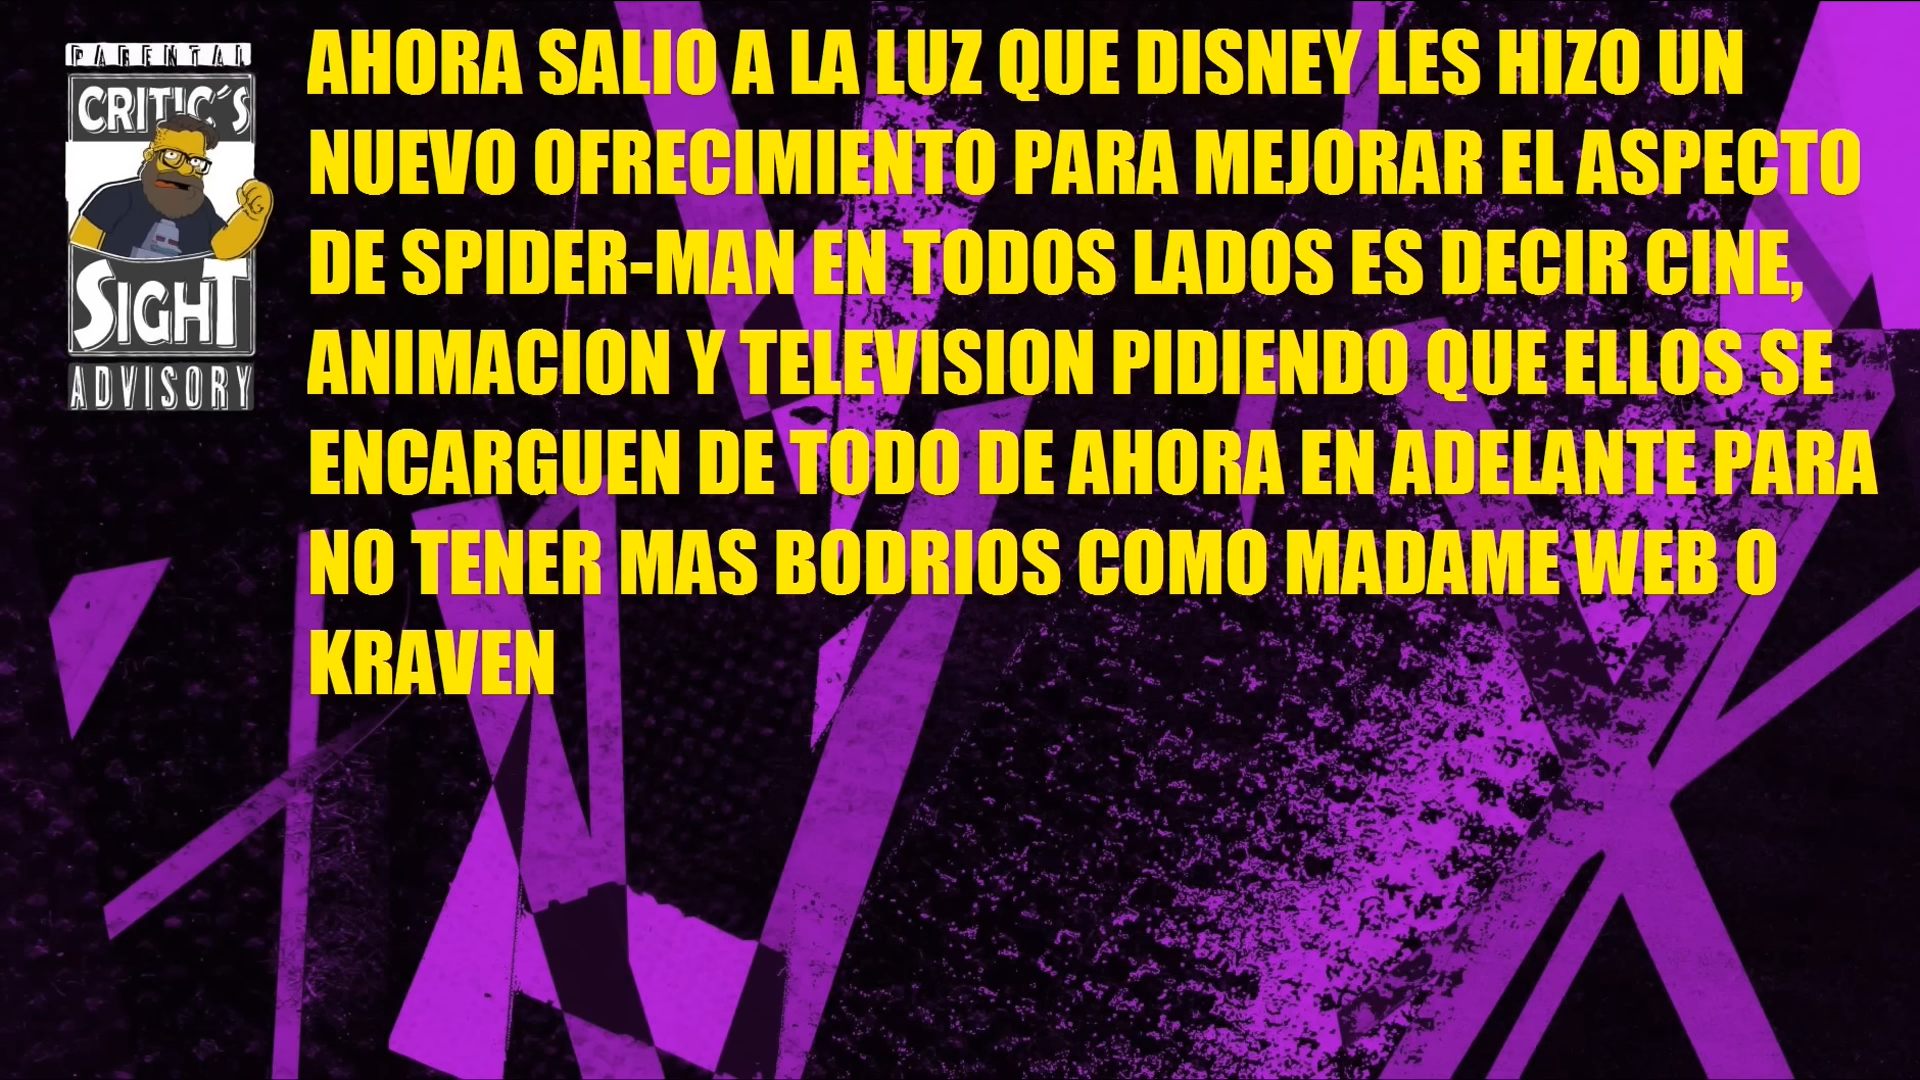 PARENTAL
CRITIC´S
SIGHT
ADVISORY
AHORA SALIO A LA LUZ QUE DISNEY LES HIZO UN
NUEVO OFRECIMIENTO PARA MEJORAR EL ASPECTO
DE SPIDER-MAN EN TODOS LADOS ES DECIR CINE,
ANIMACION Y TELEVISION PIDIENDO QUE ELLOS SE
ENCARGUEN DE TODO DE AHORA EN ADELANTE PARA
NO TENER MAS BODRIOS COMO MADAME WEB O
KRAVEN